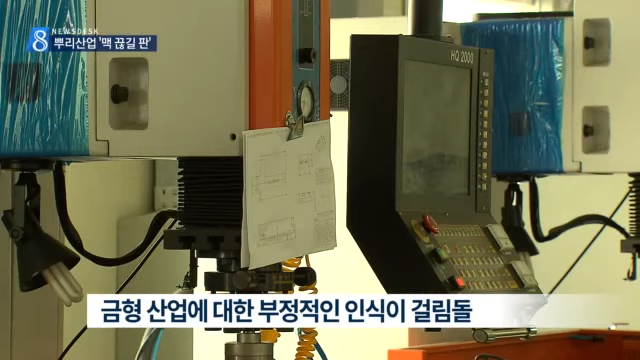 8 NEWSDESK
뿌리산업 '맥 끊길 판'
HQ 2000
금형 산업에 대한 부정적인 인식이 걸림돌